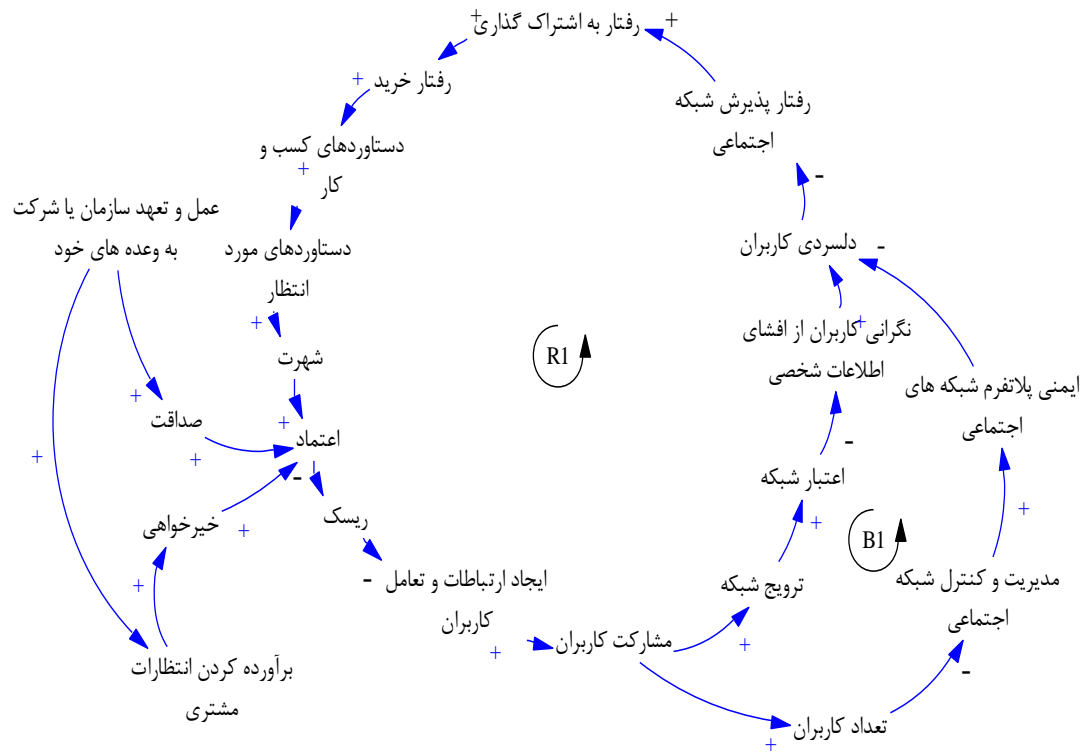 رفتار به اشتراک گذاری
+
+
+
رفتار خرید
رفتار پذیرش شبکه
اجتماعی
دستاوردهای کسب و
کار
+
-
عمل و تعهد سازمان یا شرکت
به وعده های خود
دستاوردهای مورد
انتظار
دلسردی کاربران
-
+
شهرت
نگرانی کاربران از افشای
اطلاعات شخصی
+
R1
ایمنی پلاتفرم شبکه های
اجتماعی
+
صداقت
+
اعتماد
+
-
+
-
اعتبار شبکه
+
خیرخواهی
+
ریسک
+
B1
+
ایجاد ارتباطات و تعامل
کاربران
-
ترویج شبکه
مدیریت و کنترل شبکه
اجتماعی
+
مشارکت کاربران
+
+
-
برآورده کردن انتظارات
مشتری
تعداد کاربران
+